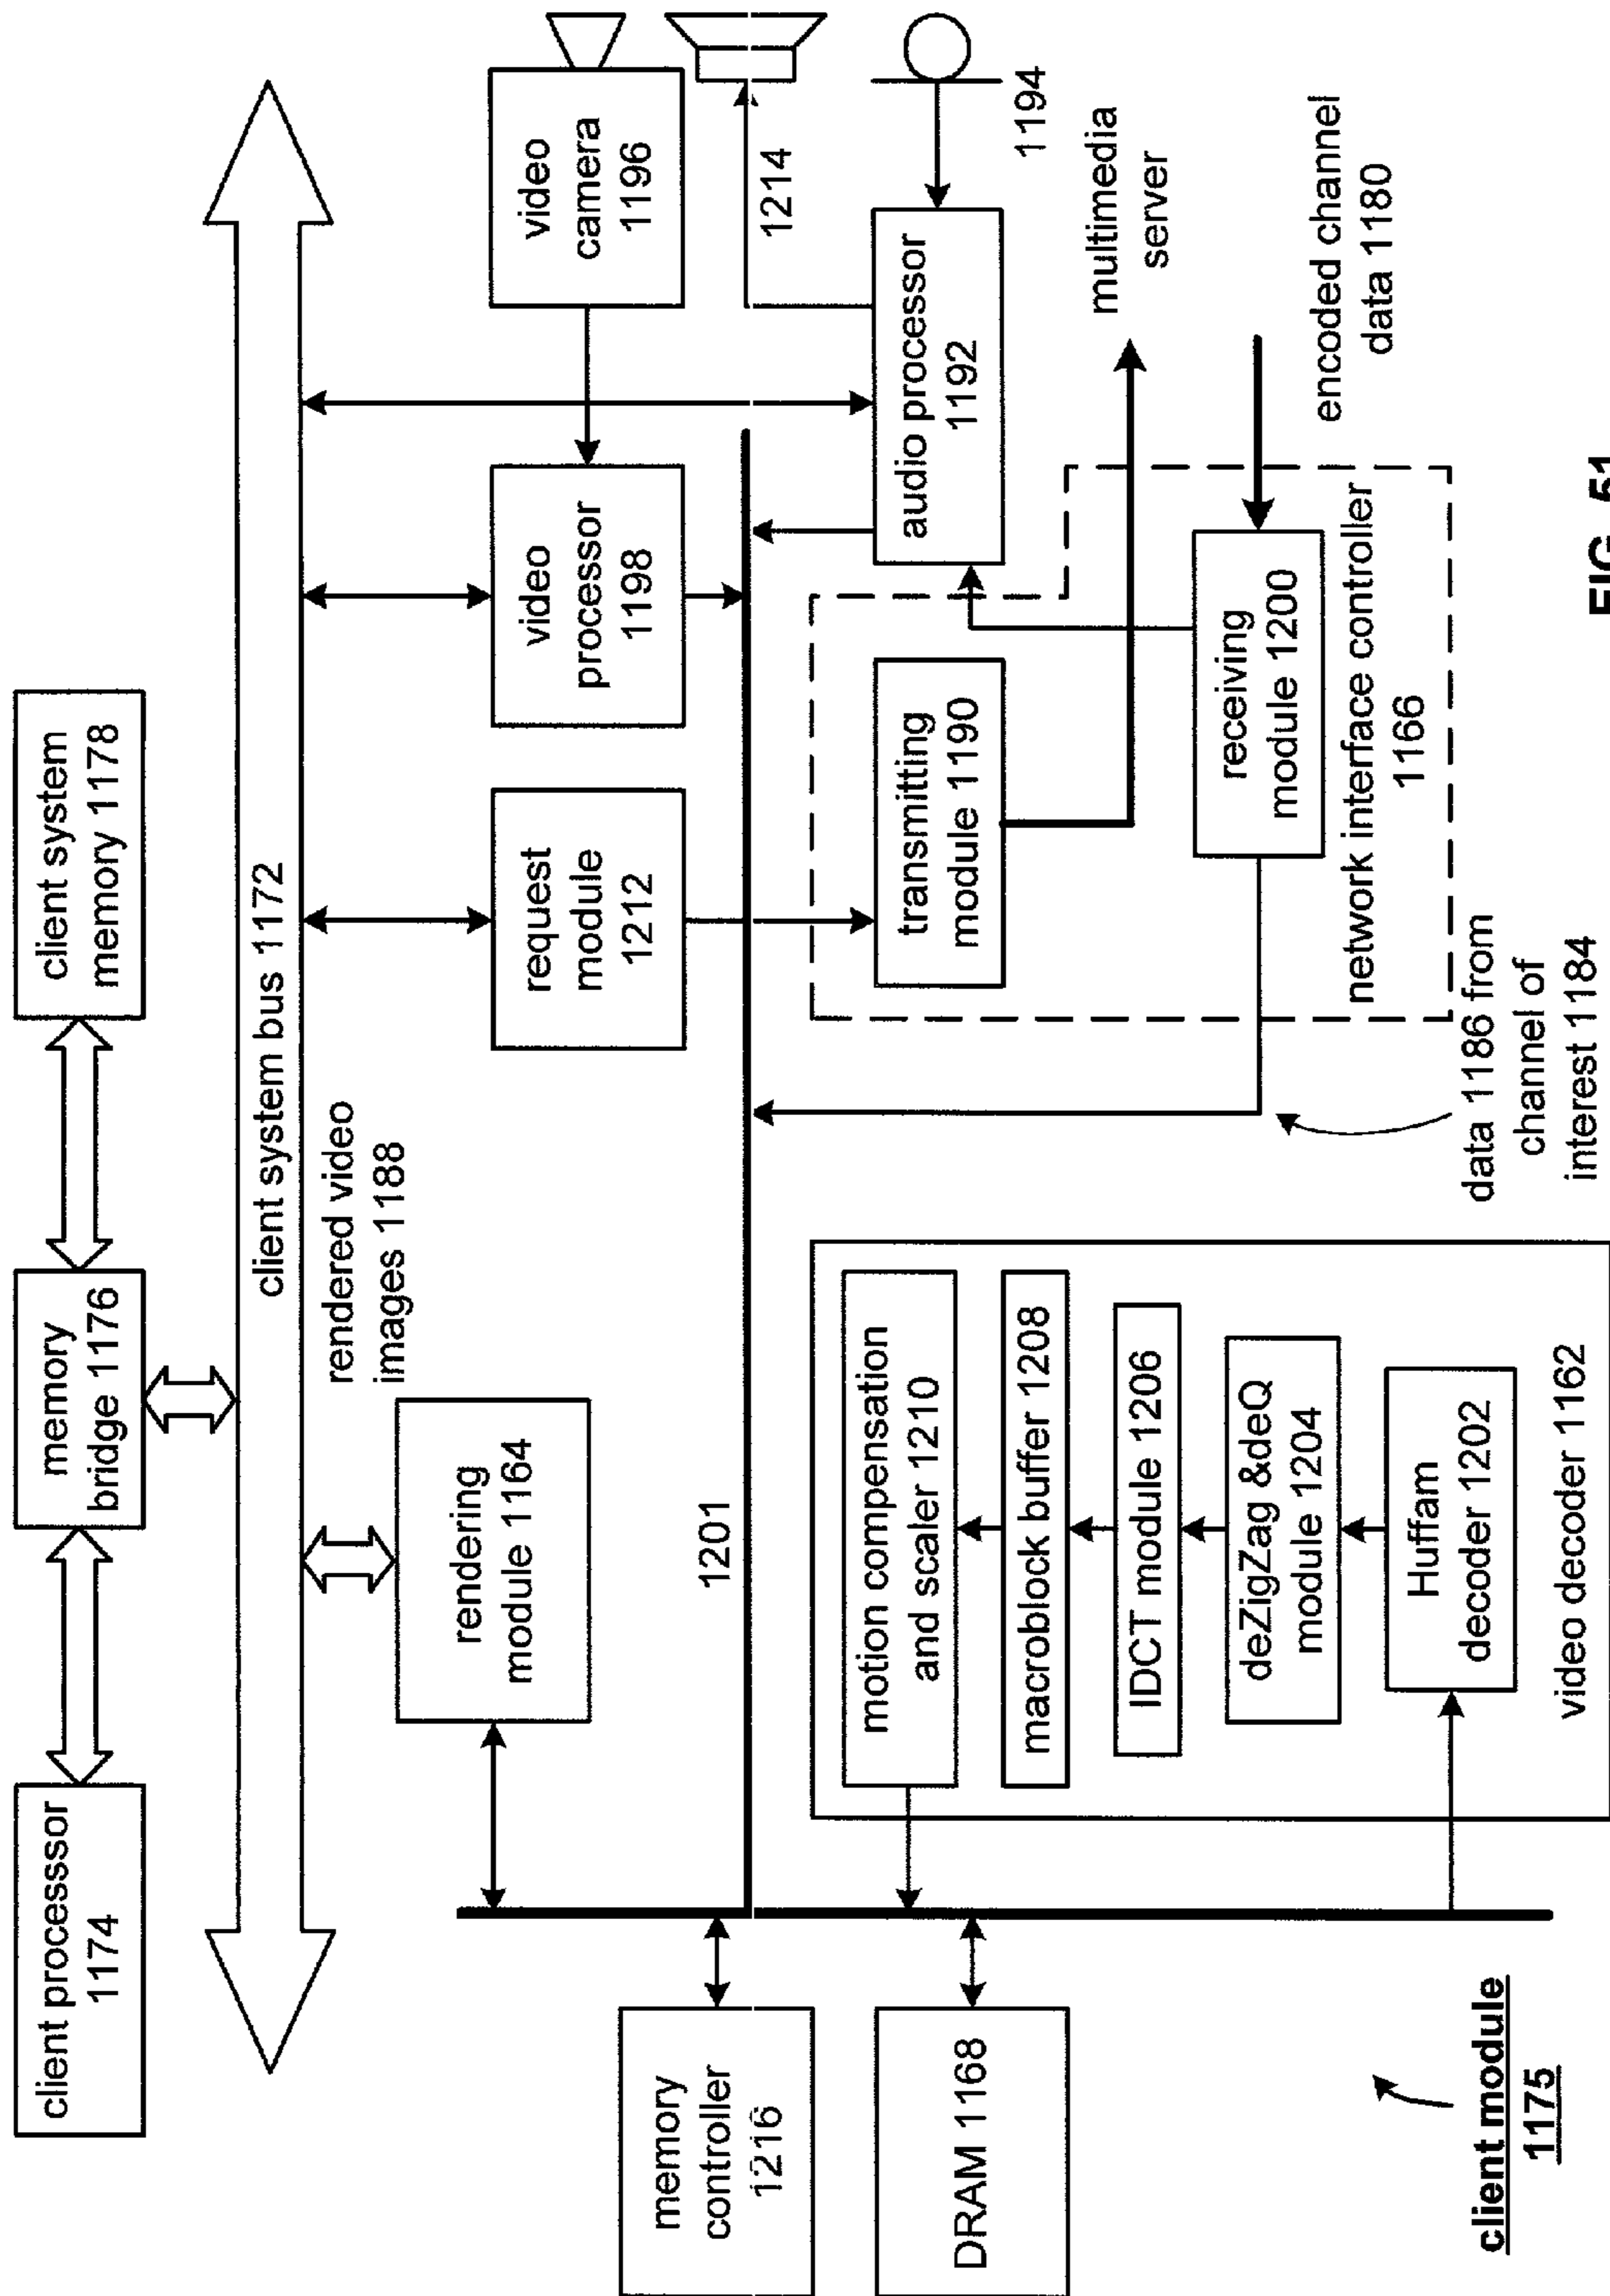 client processsor
1174
memory
bridge 1176
client system
memory 1178
client system bus 1172
rendered video
images 1188
rendering
module 1164
request
module
1212
video
processor
1198
video
camera
1196
memory
controller
1216
1201
1214
DRAM 1168
motion compensation
and scaler 1210
macroblock buffer 1208
IDCT module 1206
deZigZag &deQ
module 1204
Huffam
decoder 1202
video decoder 1162
transmitting
module 1190
audio processor
1192
1194
multimedia
server
receiving
module 1200
network interface controller
1166
encoded channel
data 1180
data 1186 from
channel of
interest 1184
client module
1175
FIG. 51